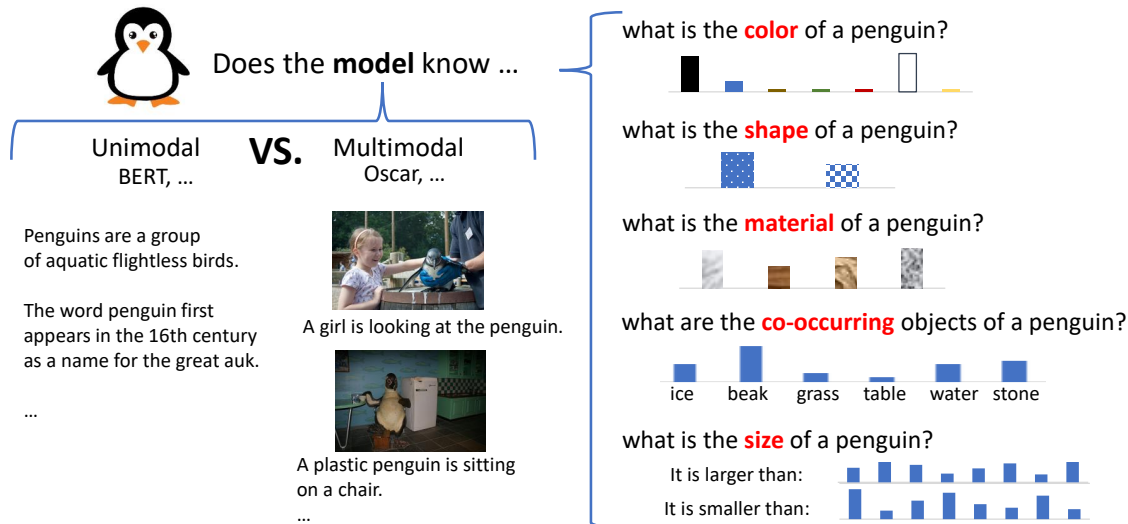 Does the model know ...
Unimodal
BERT, ...
VS.
Multimodal
Oscar, ...
Penguins are a group
of aquatic flightless birds.
The word penguin first
appears in the 16th century
as a name for the great auk.
...
A girl is looking at the penguin.
A plastic penguin is sitting
on a chair.
...
what is the color of a penguin?
what is the shape of a penguin?
what is the material of a penguin?
what are the co-occurring objects of a penguin?
ice beak grass table water stone
what is the size of a penguin?
It is larger than:
It is smaller than: